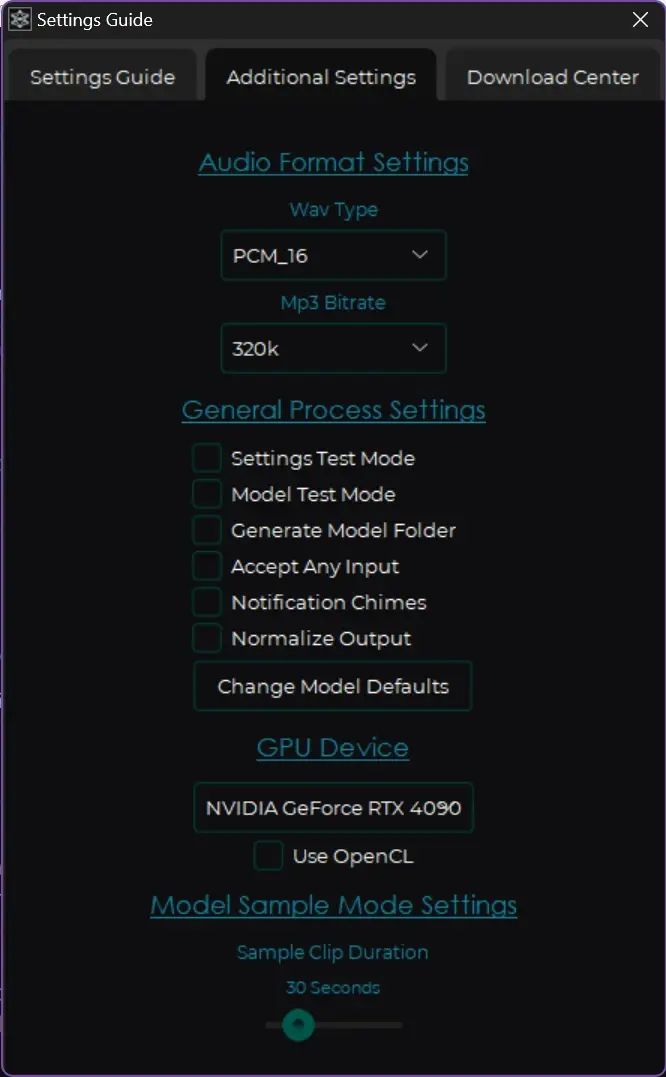 Settings Guide
Settings Guide Additional Settings Download Center
Audio Format Settings
Wav Type
PCM_16
Mp3 Bitrate
320k
General Process Settings
Settings Test Mode
Model Test Mode
Generate Model Folder
Accept Any Input
Notification Chimes
Normalize Output
Change Model Defaults
GPU Device
NVIDIA GeForce RTX 4090
Use OpenCL
Model Sample Mode Settings
Sample Clip Duration
30 Seconds